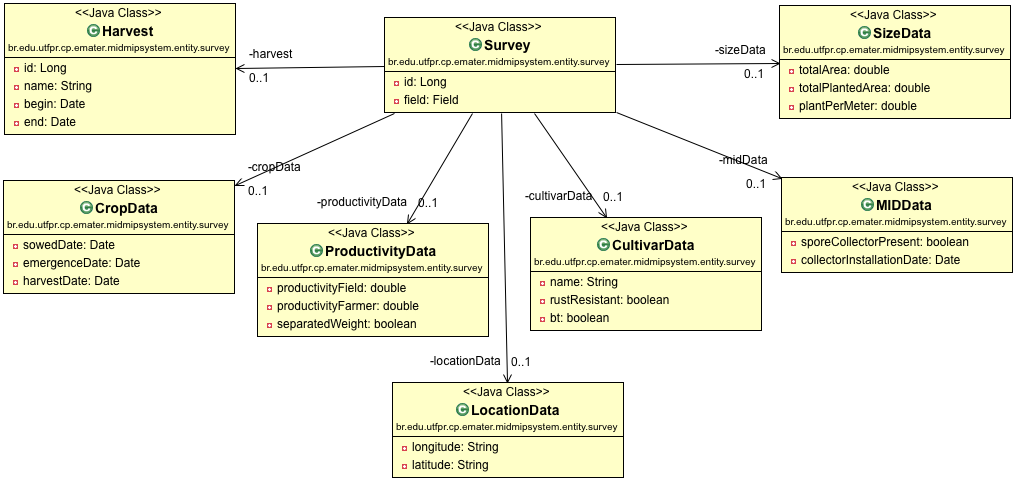 <<Java Class>>
Harvest
br.edu.utfpr.cp.emater.midmipsystem.entity.survey
id: Long
name: String
begin: Date
end: Date
-harvest
0..1
<<Java Class>>
Survey
br.edu.utfpr.cp.emater.midmipsystem.entity.survey
id: Long
field: Field
-sizeData
0..1
<<Java Class>>
SizeData
br.edu.utfpr.cp.emater.midmipsystem.entity.survey
totalArea: double
totalPlantedArea: double
plantPerMeter: double
-cropData
0..1
<<Java Class>>
CropData
br.edu.utfpr.cp.emater.midmipsystem.entity.survey
sowedDate: Date
emergenceDate: Date
harvestDate: Date
-productivityData
0..1
<<Java Class>>
ProductivityData
br.edu.utfpr.cp.emater.midmipsystem.entity.survey
productivityField: double
productivityFarmer: double
separatedWeight: boolean
-cultivarData
0..1
<<Java Class>>
CultivarData
br.edu.utfpr.cp.emater.midmipsystem.entity.survey
name: String
rustResistant: boolean
bt: boolean
-midData
0..1
<<Java Class>>
MIDData
br.edu.utfpr.cp.emater.midmipsystem.entity.survey
sporeCollectorPresent: boolean
collectorInstallationDate: Date
-locationData
0..1
<<Java Class>>
LocationData
br.edu.utfpr.cp.emater.midmipsystem.entity.survey
longitude: String
latitude: String